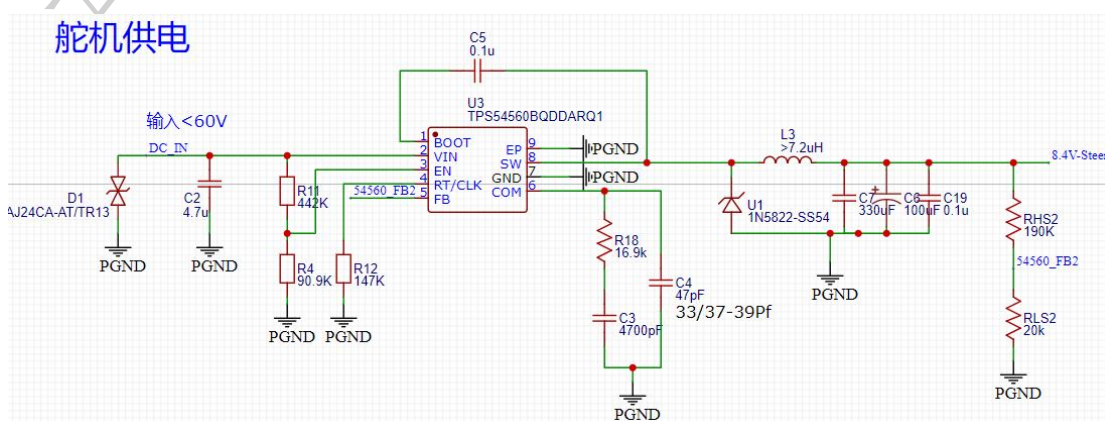 舵机供电
C5
0.1u
U3
TPS54560BQDDARQ1
输入<60V
DC_IN
1 BOOT
2 VIN
3 EN
4 RT/CLK
5 FB
EP 9
SW 8
GND 7
COM 6
PGND
PGND
54560_FB2
L3
>7.2uH
8.4V-Steer
D1
AJ24CA-AT/TR13
C2
4.7u
R11
442K
R4
90.9K
R12
147K
R18
16.9k
C3
4700pF
C4
47pF
33/37-39Pf
U1
1N5822-SS54
C7
330uF
C6
100uF
C19
0.1u
RHS2
190K
54560_FB2
RLS2
20k
PGND
PGND
PGND
PGND
PGND
PGND
PGND